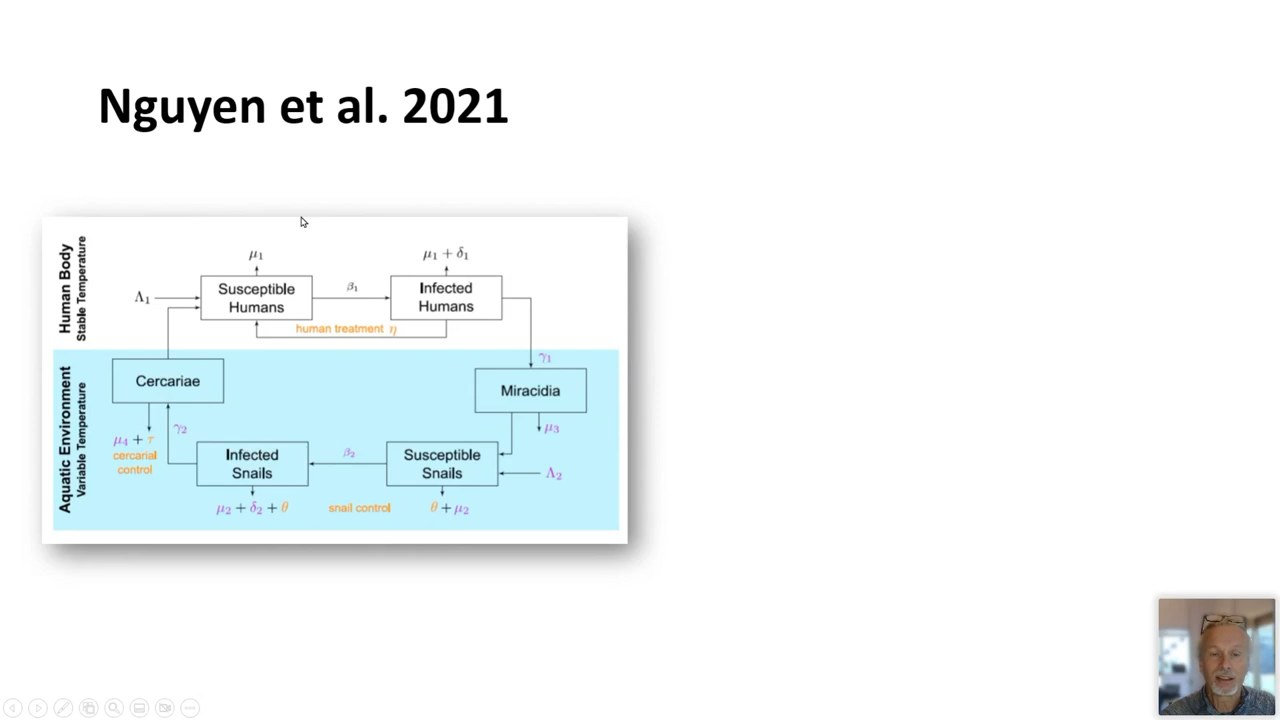 Nguyen et al. 2021
Human Body
Stable Temperature
μ₁
μ₁ + δ₁
Λ₁
Susceptible
Humans
β₁
Infected
Humans
human treatment η
γ₁
Aquatic Environment
Variable Temperature
Cercariae
Miracidia
μ₄ + τ
cercarial
control
γ₂
μ₃
Infected
Snails
β₂
Susceptible
Snails
Λ₂
μ₂ + δ₂ + θ
snail control
θ + μ₂